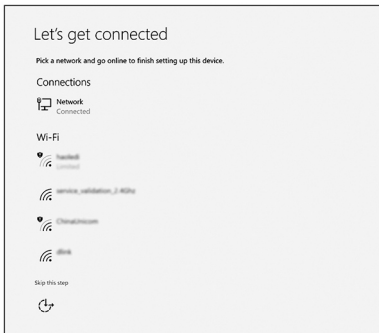 Let's get connected
Pick a network and go online to finish setting up this device.
Connections
Network
Connected
Wi-Fi
service_validation_2.4Ghz
ChinaUnicom
dlink
Skip this step